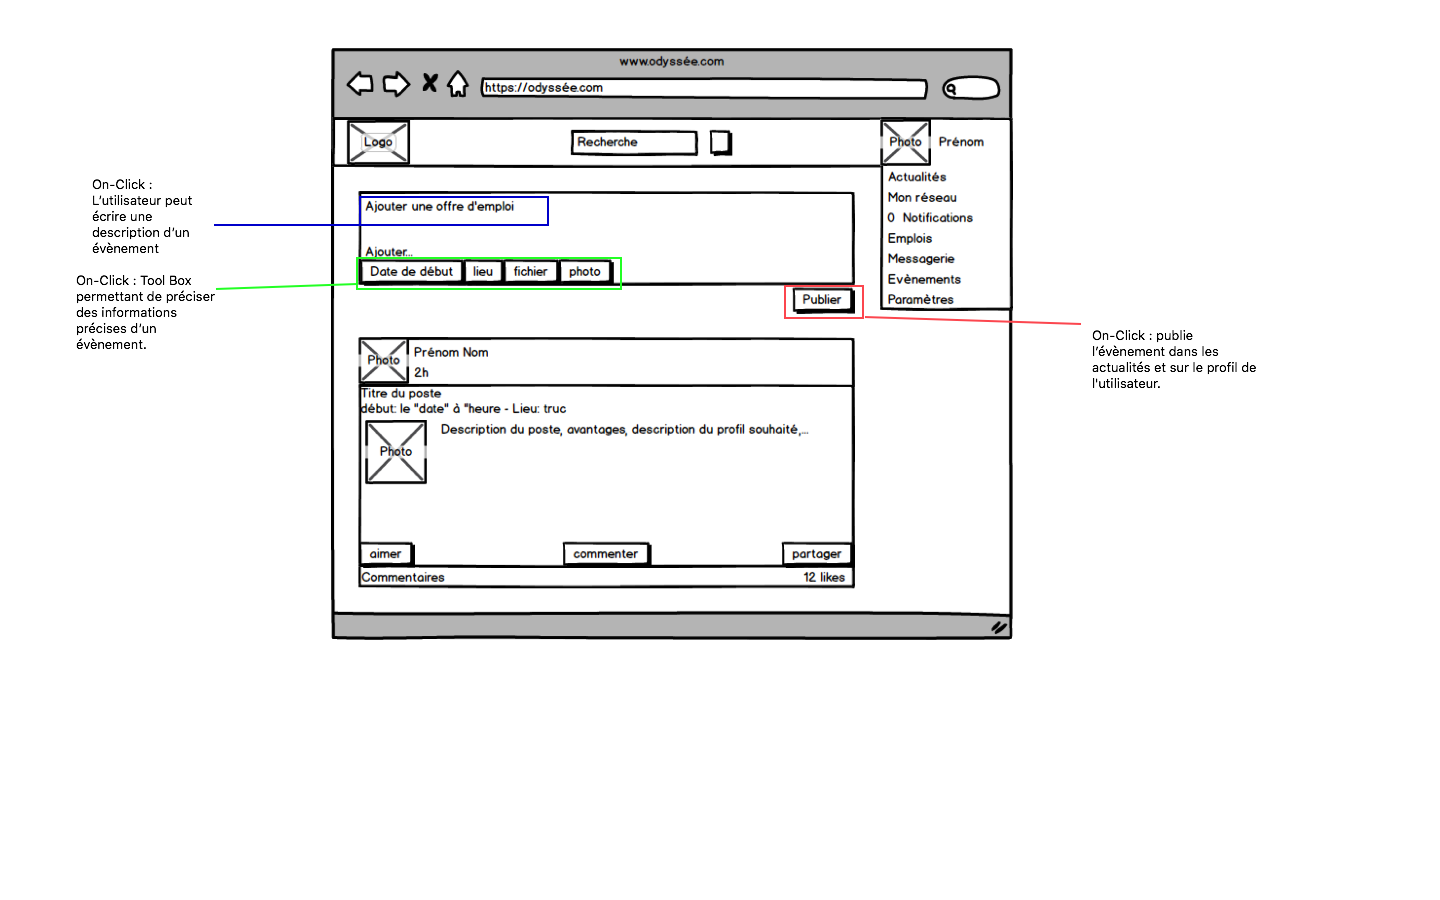 www.odyssée.com
https://odyssée.com
Logo
Recherche
Photo
Prénom
Actualités
Mon réseau
0 Notifications
Emplois
Messagerie
Evènements
Paramètres
On-Click :
L'utilisateur peut
écrire une
description d'un
évènement
On-Click : Tool Box
permettant de préciser
des informations
précises d'un
évènement.
Ajouter une offre d'emploi
Ajouter...
Date de début
lieu
fichier
photo
Publier
On-Click : publie
l'évènement dans les
actualités et sur le profil de
l'utilisateur.
Photo
Prénom Nom
2h
Titre du poste
début: le "date" à "heure - Lieu: truc
Photo
Description du poste, avantages, description du profil souhaité,...
aimer
commenter
partager
Commentaires
12 likes